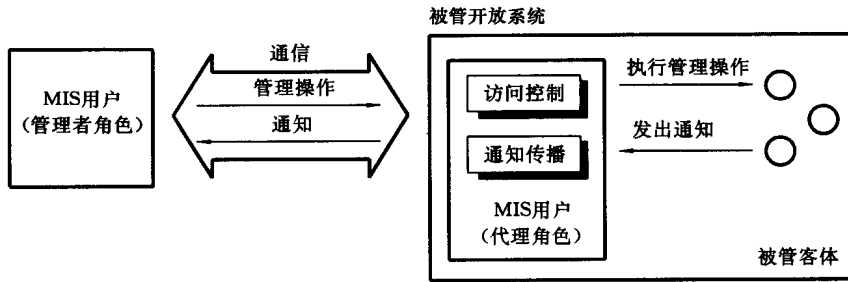 被管开放系统
通信
管理操作
通知
MIS用户
(管理者角色)
访问控制
通知传播
MIS用户
(代理角色)
执行管理操作
发出通知
被管客体